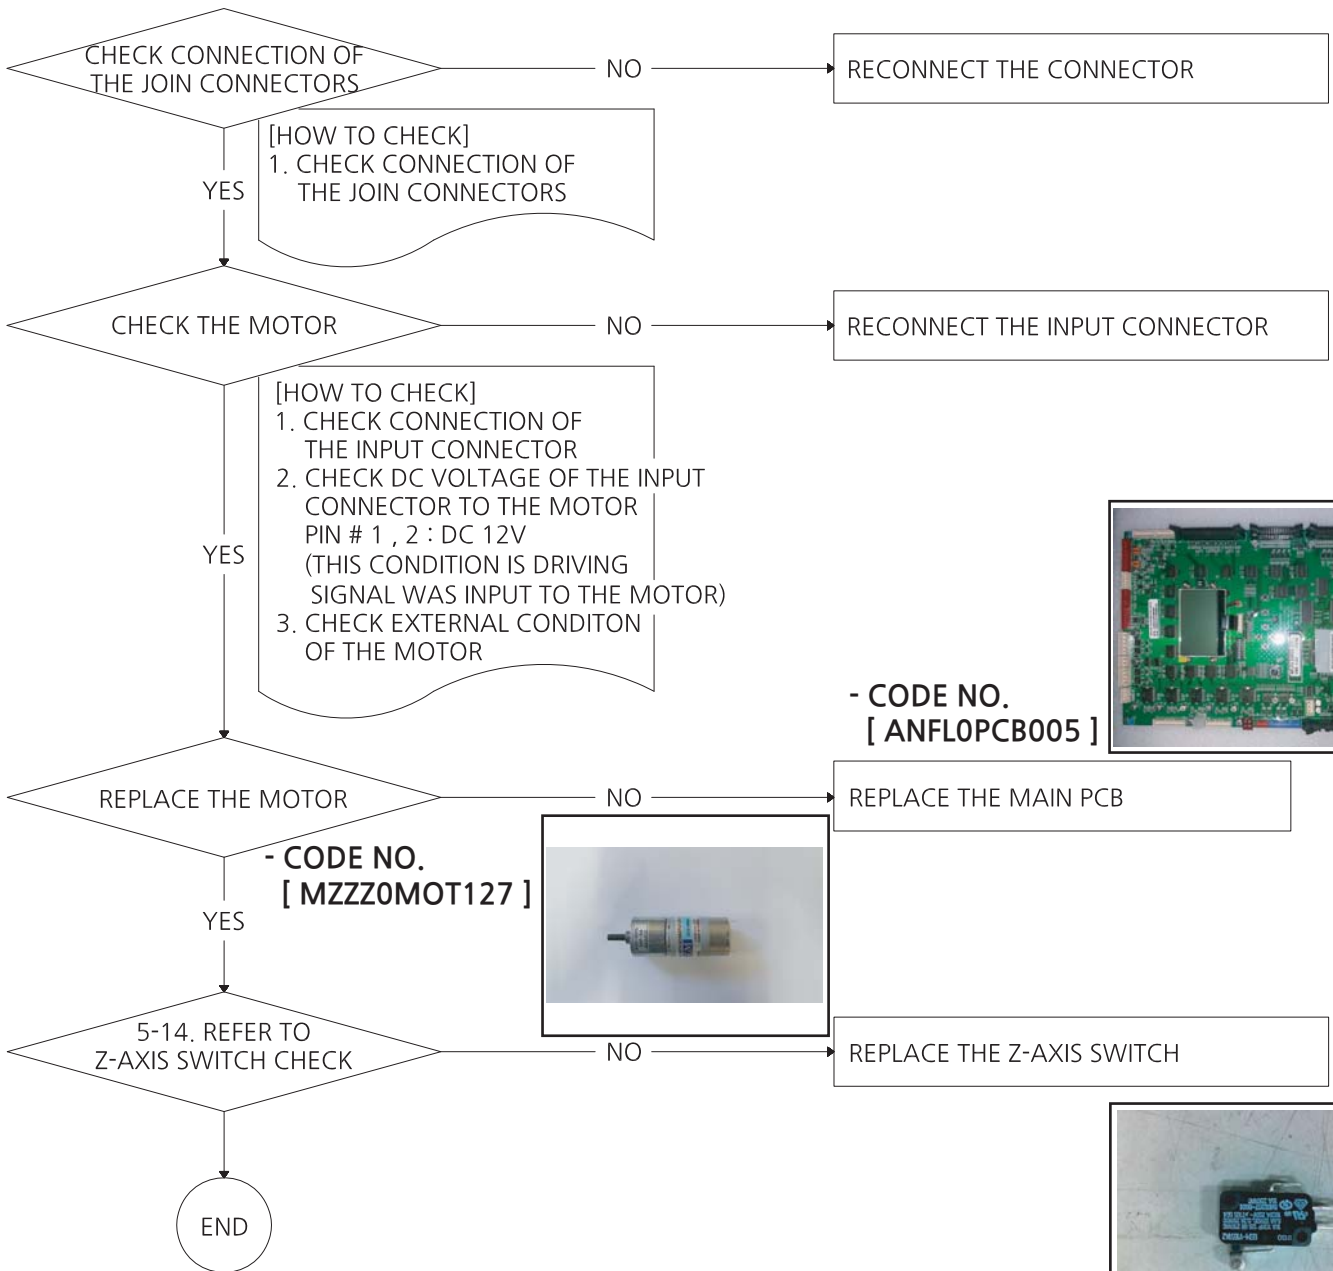 CHECK CONNECTION OF
THE JOIN CONNECTORS
NO
RECONNECT THE CONNECTOR
[HOW TO CHECK]
1. CHECK CONNECTION OF
THE JOIN CONNECTORS
YES
CHECK THE MOTOR
NO
RECONNECT THE INPUT CONNECTOR
[HOW TO CHECK]
1. CHECK CONNECTION OF
THE INPUT CONNECTOR
2. CHECK DC VOLTAGE OF THE INPUT
CONNECTOR TO THE MOTOR
PIN # 1 , 2 : DC 12V
(THIS CONDITION IS DRIVING
SIGNAL WAS INPUT TO THE MOTOR)
3. CHECK EXTERNAL CONDITON
OF THE MOTOR
YES
- CODE NO.
[ ANFL0PCB005 ]
REPLACE THE MOTOR
NO
REPLACE THE MAIN PCB
- CODE NO.
[ MZZZ0MOT127 ]
YES
5-14. REFER TO
Z-AXIS SWITCH CHECK
NO
REPLACE THE Z-AXIS SWITCH
END